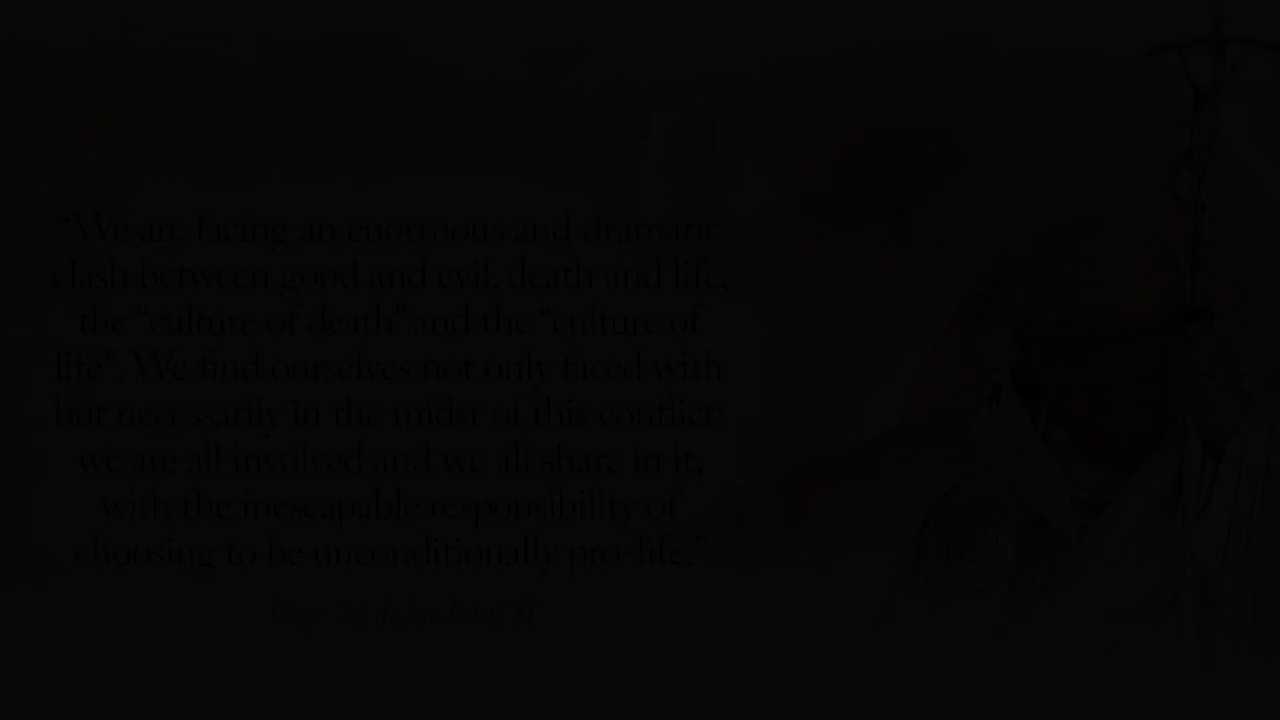 “We are facing an enormous and dramatic
clash between good and evil, death and life,
the “culture of death” and the “culture of
life”. We find ourselves not only faced with
but necessarily in the midst of this conflict:
we are all involved and we all share in it,
with the inescapable responsibility of
choosing to be unconditionally pro-life.”
Pope St. John Paul II